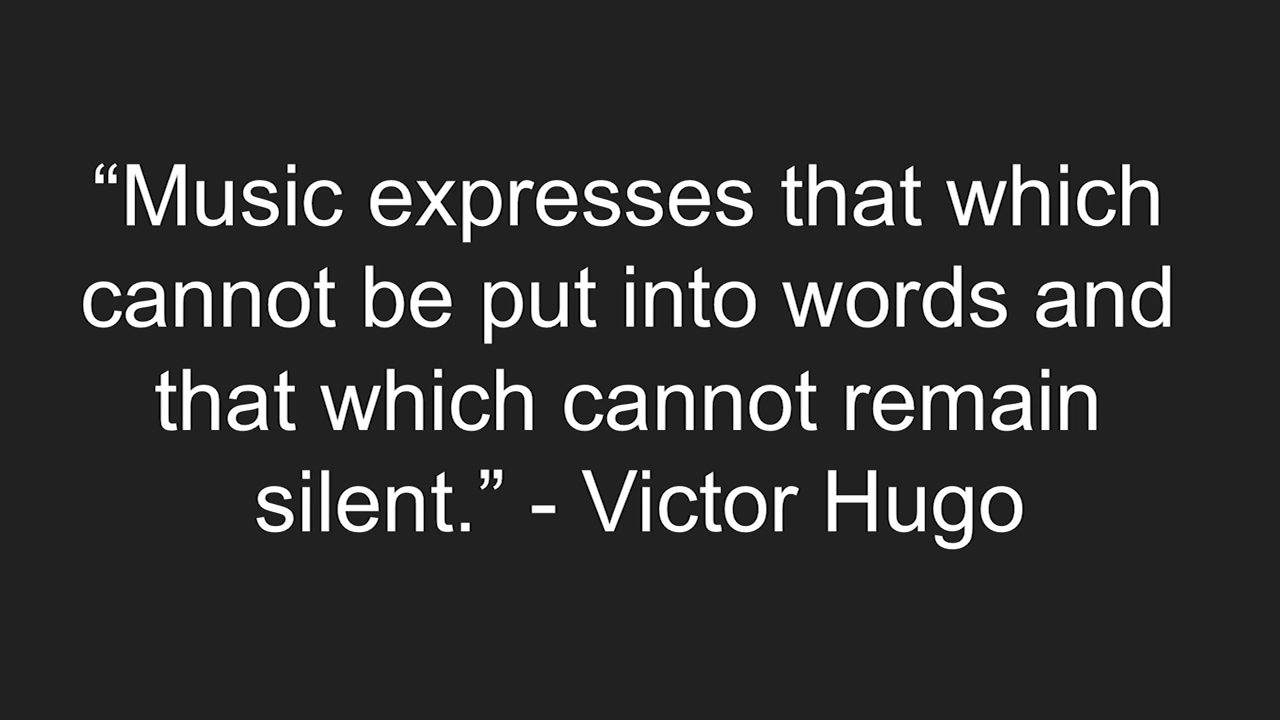 “Music expresses that which
cannot be put into words and
that which cannot remain
silent.” - Victor Hugo